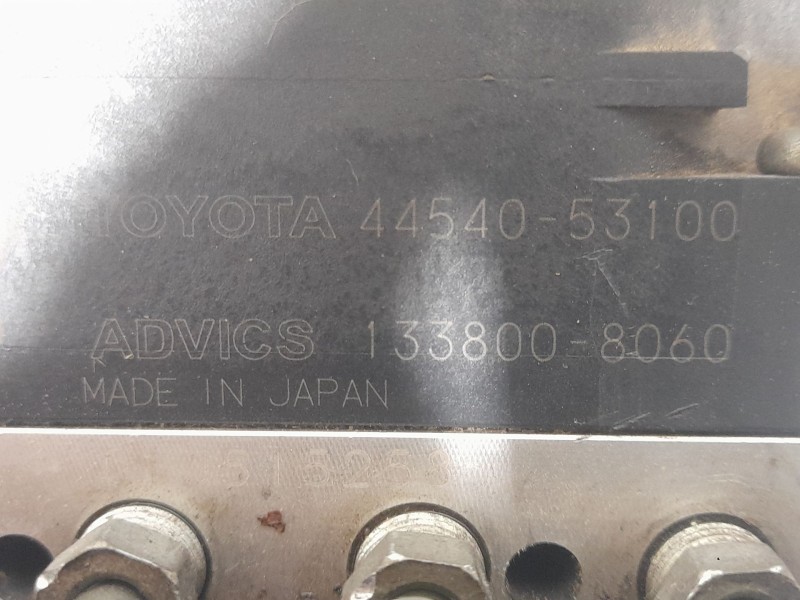 TOYOTA 44540-53100
ADVICS 133800-8060
MADE IN JAPAN